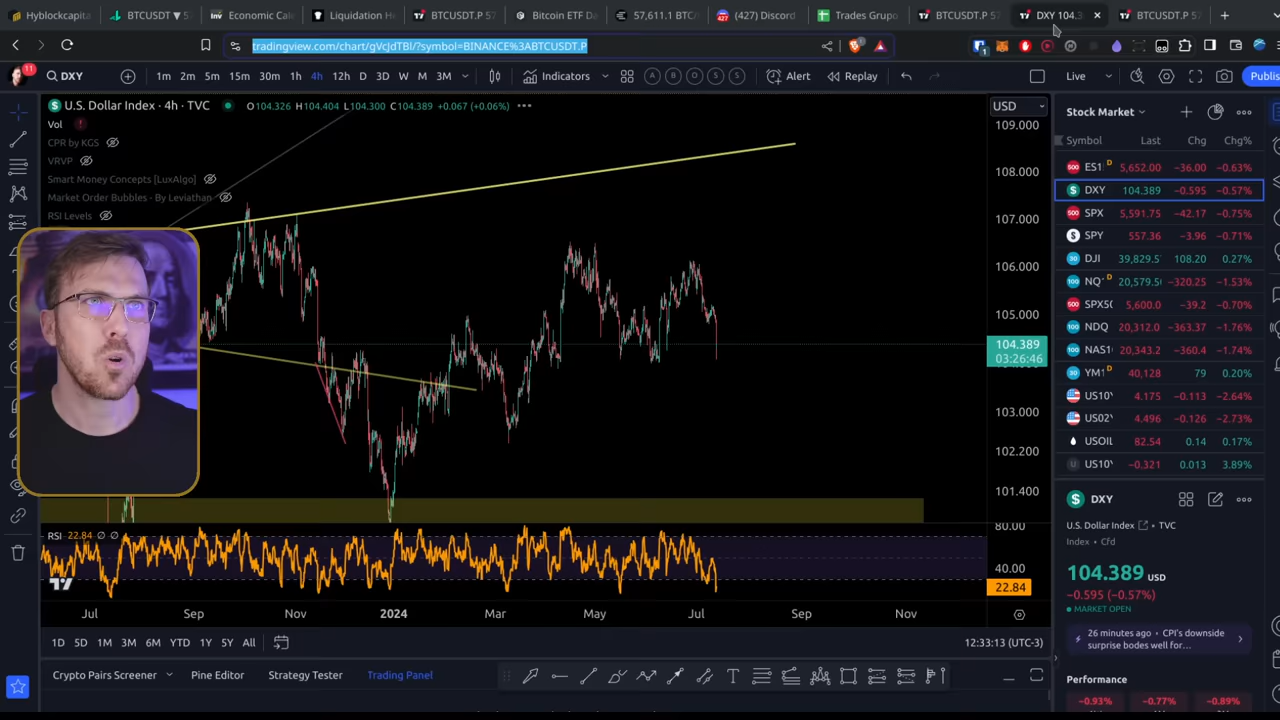 Hyblockcapital
BTCUSDT ▼ 5
Economic Cale
Liquidation H
BTCUSDT.P 57
Bitcoin ETF Da
57,611.1 BTC/
(427) Discord
Trades Grupo
BTCUSDT.P 57
DXY 104.3
BTCUSDT.P 57
tradingview.com/chart/gVcJdTBl/?symbol=BINANCE%3ABTCUSDT.P
11
DXY
1m 2m 5m 15m 30m 1h 4h 12h D 3D W M 3M
Indicators
A B O S S
Alert
Replay
Live
Publis
U.S. Dollar Index · 4h · TVC
O104.326 H104.404 L104.300 C104.389 +0.067 (+0.06%)
Vol
CPR by KGS
VRVP
Smart Money Concepts [LuxAlgo]
Market Order Bubbles - By Leviathan
RSI Levels
USD
109.000
108.000
107.000
106.000
105.000
104.389
03:26:46
103.000
102.200
101.400
RSI 22.84
80.00
40.00
22.84
Jul Sep Nov 2024 Mar May Jul Sep Nov
1D 5D 1M 3M 6M YTD 1Y 5Y All
12:33:13 (UTC-3)
Crypto Pairs Screener
Pine Editor
Strategy Tester
Trading Panel
Stock Market
Symbol Last Chg Chg%
ES1! D 5,652.00 −36.00 −0.63%
DXY 104.389 −0.595 −0.57%
SPX 5,591.75 −42.17 −0.75%
SPY 557.36 −3.96 −0.71%
DJI 39,829.5 108.20 0.27%
NQ1 D 20,579.50 −320.25 −1.53%
SPX50 5,600.0 −39.2 −0.70%
NDQ 20,312.0 −363.37 −1.76%
NAS10 20,343.2 −360.4 −1.74%
YM1 D 40,128 79 0.20%
US10Y 4.175 −0.113 −2.64%
US02Y 4.496 −0.126 −2.73%
USOIL 82.54 0.14 0.17%
US10Y −0.321 0.013 3.89%
DXY
U.S. Dollar Index
TVC
Index • Cfd
104.389 USD
−0.595 (−0.57%)
MARKET OPEN
26 minutes ago • CPI's downside
surprise bodes well for…
Performance
−0.93% −0.77% −0.89%